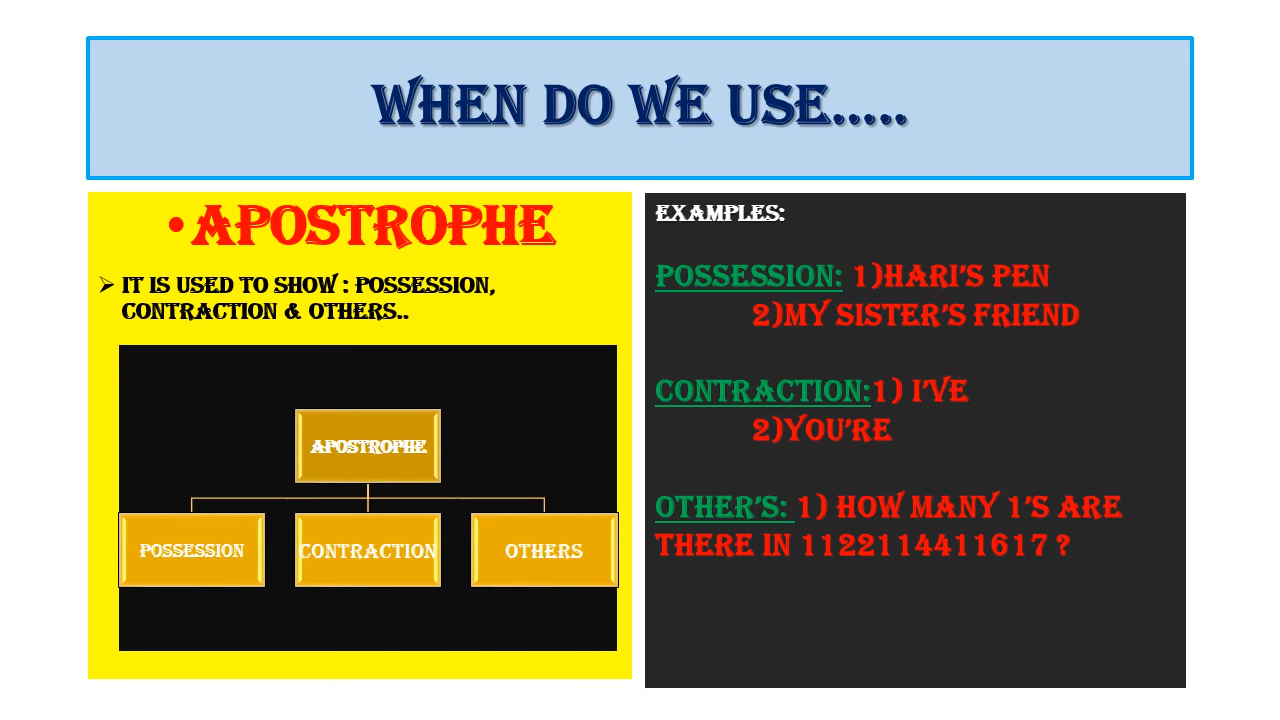 WHEN DO WE USE.....
•APOSTROPHE
➢ IT IS USED TO SHOW : POSSESSION,
CONTRACTION & OTHERS..
APOSTROPHE
POSSESSION
CONTRACTION
OTHERS
EXAMPLES:
POSSESSION: 1)HARI’S PEN
2)MY SISTER’S FRIEND
CONTRACTION:1) I’VE
2)YOU’RE
OTHER’S: 1) HOW MANY 1’S ARE
THERE IN 1122114411617 ?